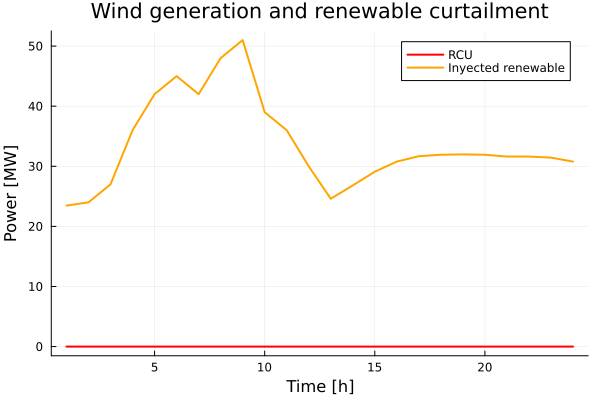 Wind generation and renewable curtailment
RCU
Inyected renewable
Power [MW]
50
40
30
20
10
0
5 10 15 20
Time [h]